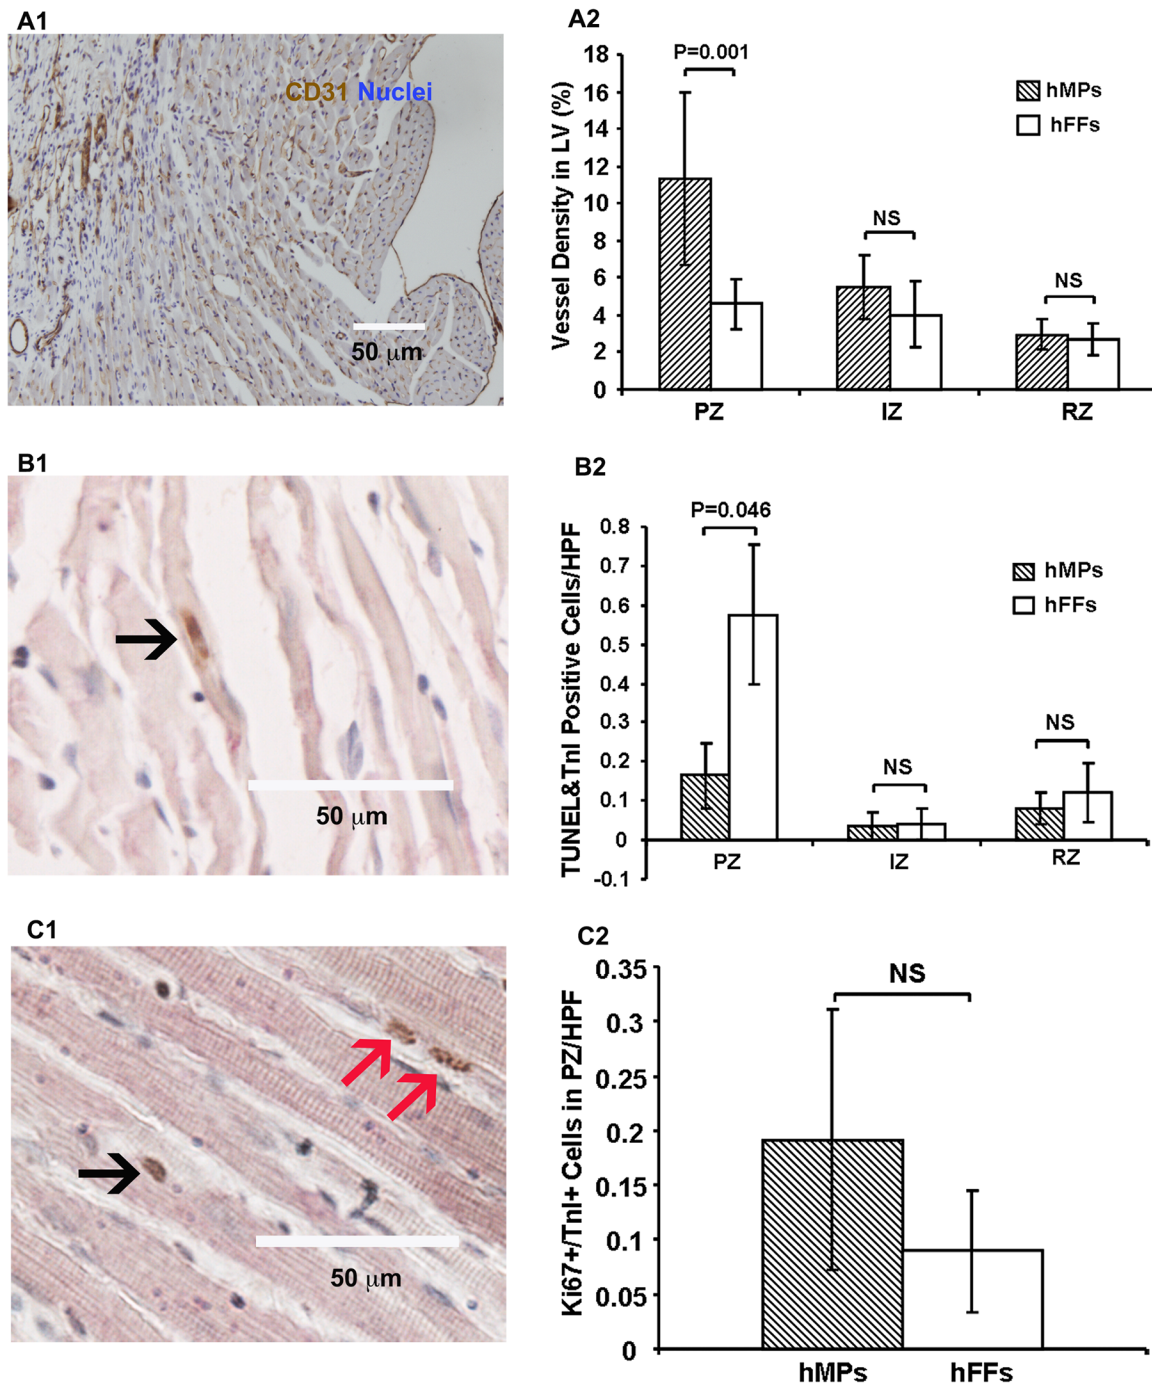 A1
CD31 Nuclei
50 μm
A2
Vessel Density in LV (%)
18
16
14
12
10
8
6
4
2
0
P=0.001
NS
NS
hMPs
hFFs
PZ IZ RZ
B1
50 μm
B2
TUNEL&TnI Positive Cells/HPF
0.8
0.7
0.6
0.5
0.4
0.3
0.2
0.1
0
-0.1
P=0.046
NS
NS
hMPs
hFFs
PZ IZ RZ
C1
50 μm
C2
Ki67+/TnI+ Cells in PZ/HPF
0.35
0.3
0.25
0.2
0.15
0.1
0.05
0
NS
hMPs hFFs